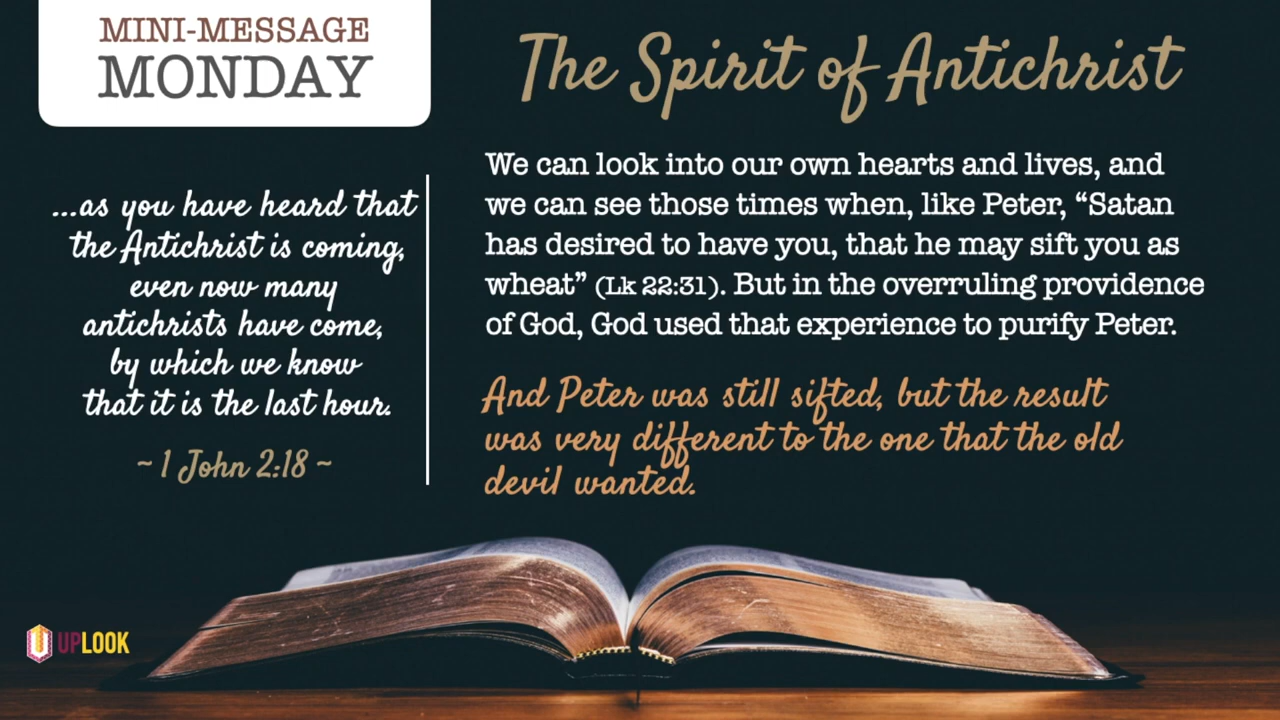 MINI-MESSAGE
MONDAY
The Spirit of Antichrist
...as you have heard that
the Antichrist is coming,
even now many
antichrists have come,
by which we know
that it is the last hour.
~ 1 John 2:18 ~
We can look into our own hearts and lives, and
we can see those times when, like Peter, “Satan
has desired to have you, that he may sift you as
wheat” (Lk 22:31). But in the overruling providence
of God, God used that experience to purify Peter.
And Peter was still sifted, but the result
was very different to the one that the old
devil wanted.
UPLOOK